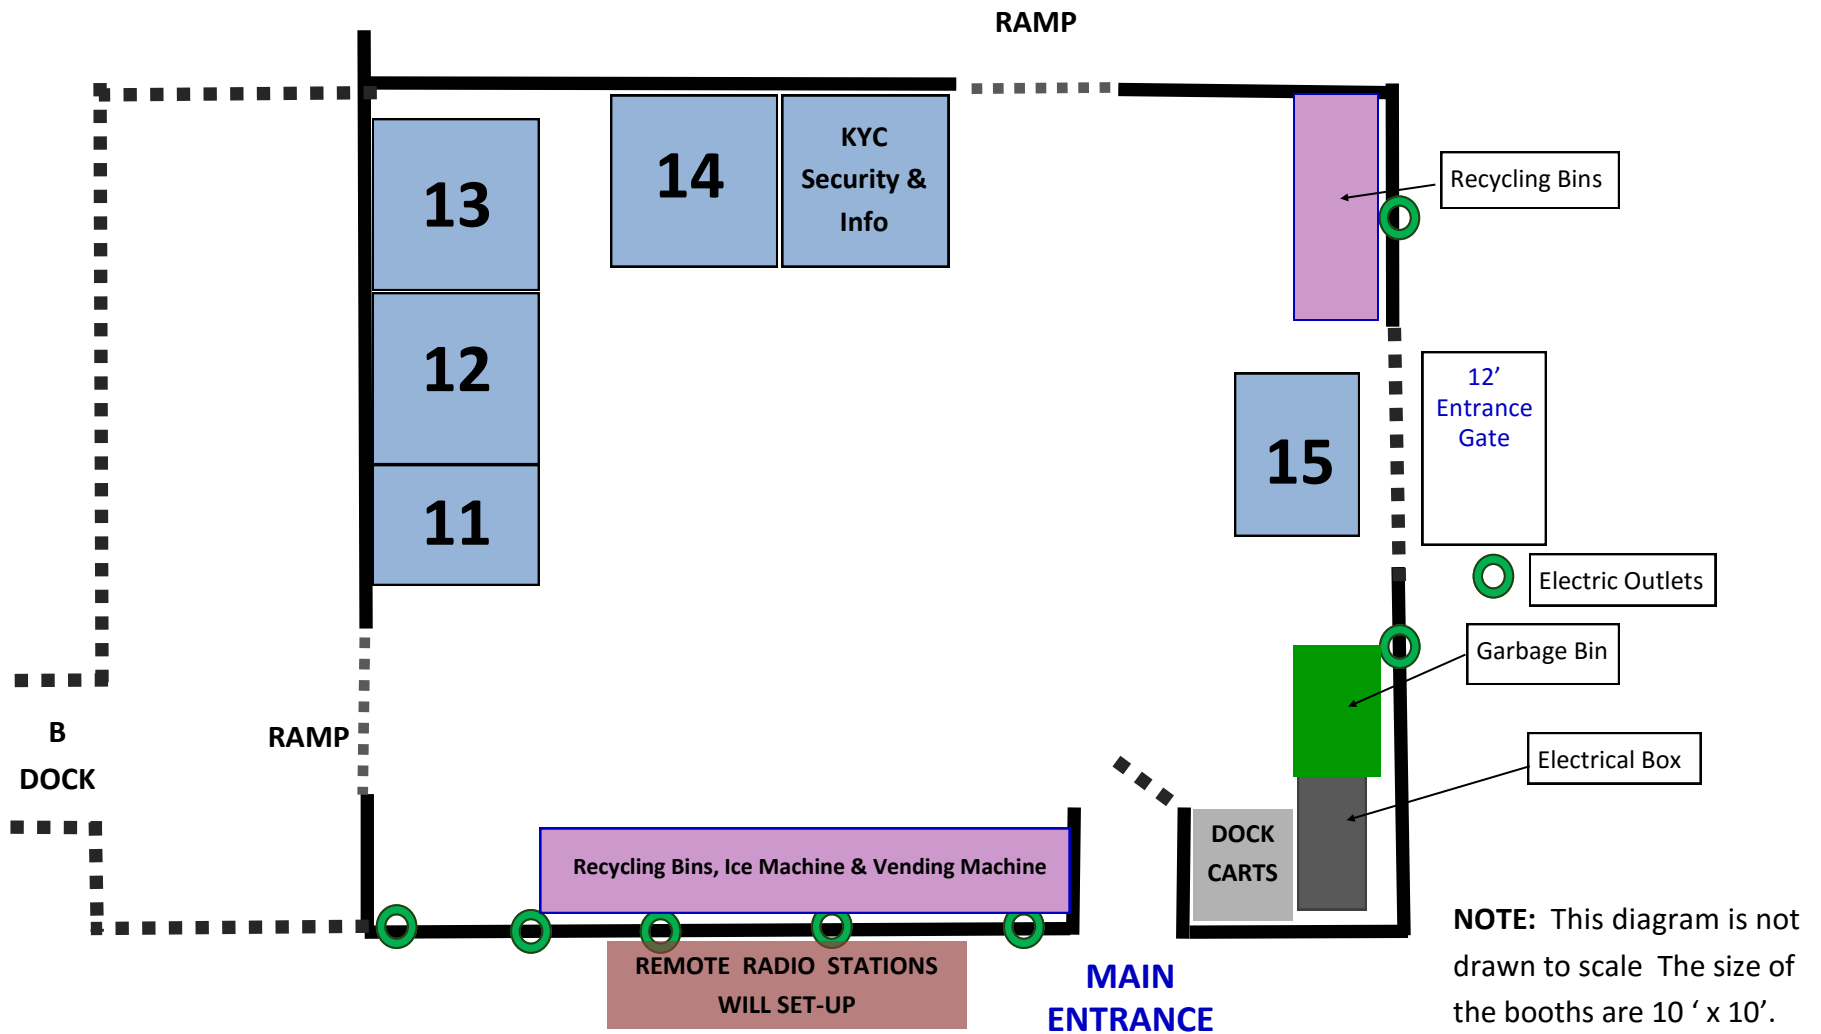 RAMP
13
14
KYC
Security &
Info
Recycling Bins
12
12’
Entrance
Gate
15
11
Electric Outlets
Garbage Bin
B
DOCK
RAMP
Electrical Box
DOCK
CARTS
Recycling Bins, Ice Machine & Vending Machine
REMOTE RADIO STATIONS
WILL SET-UP
MAIN
ENTRANCE
NOTE: This diagram is not
drawn to scale The size of
the booths are 10 ‘ x 10’.